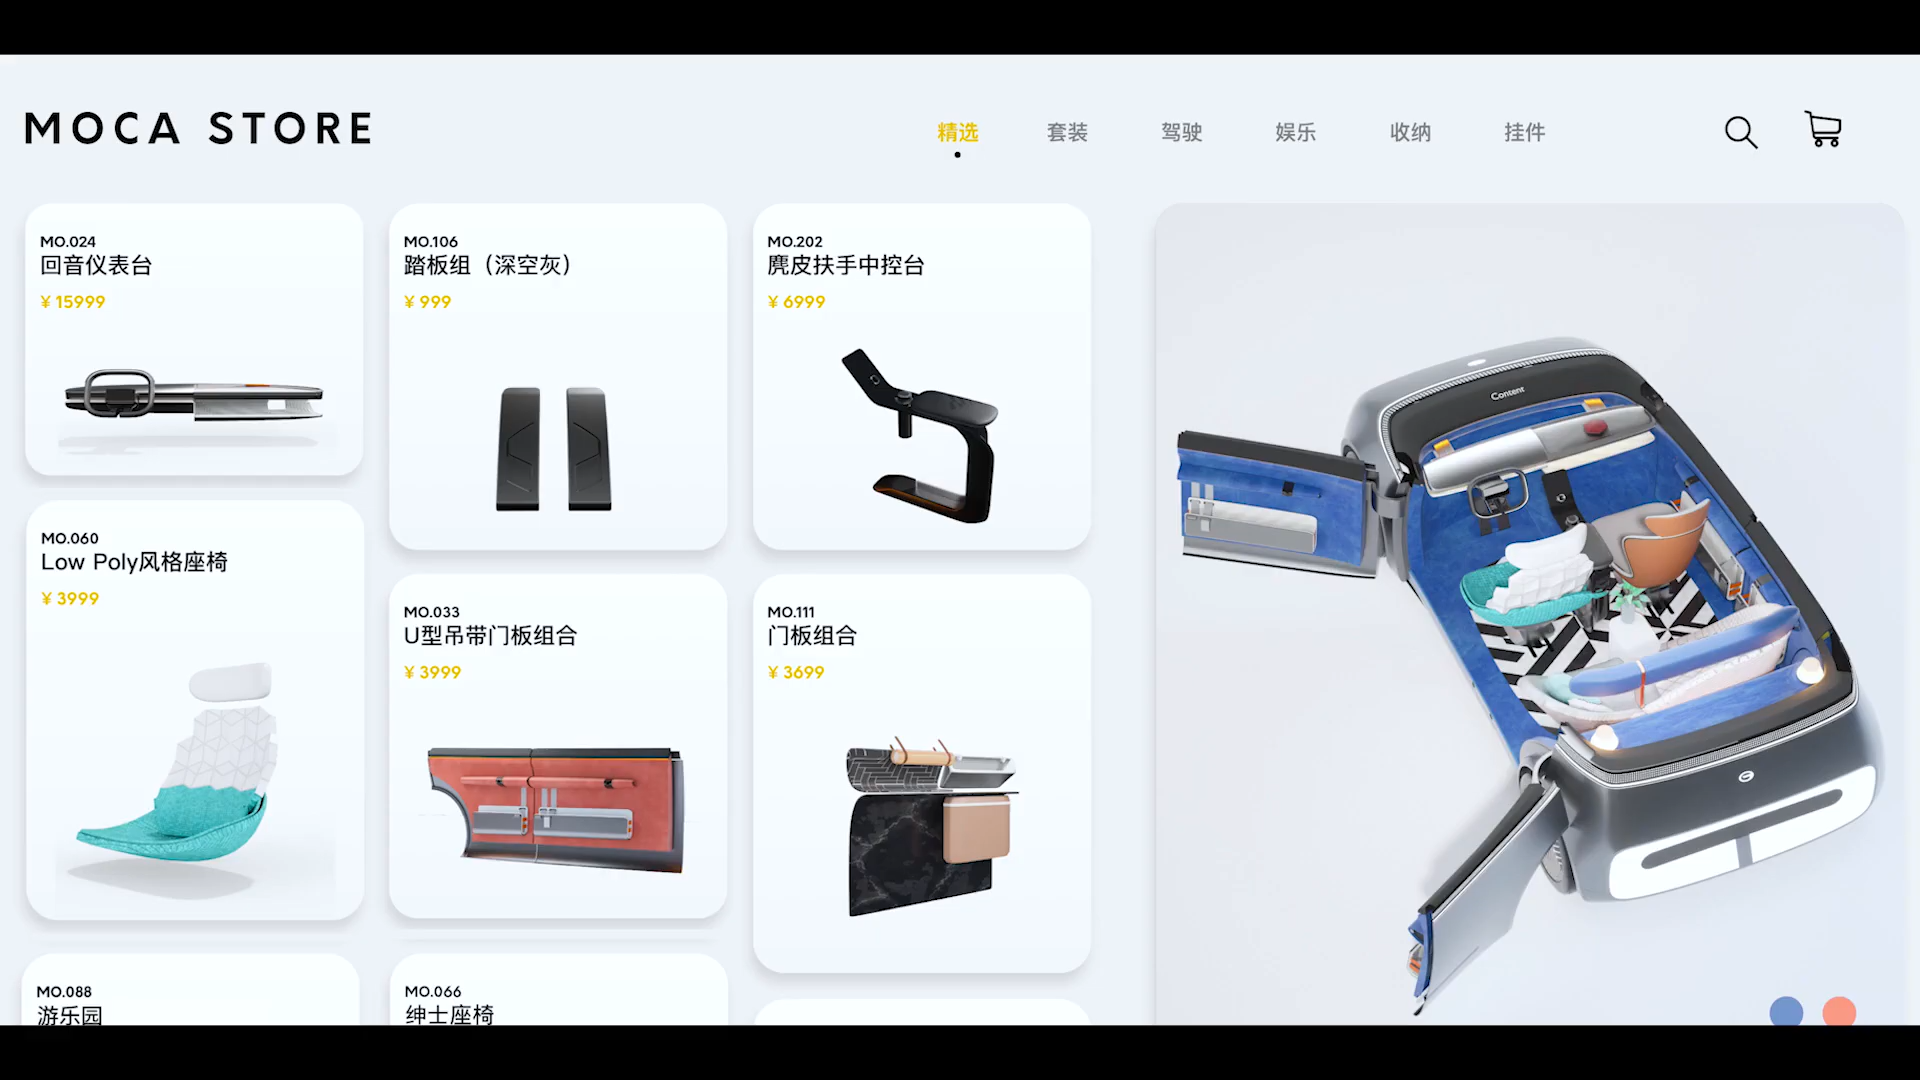 MOCA STORE
精选
套装
驾驶
娱乐
收纳
挂件
MO.024
回音仪表台
¥ 15999
MO.106
踏板组（深空灰）
¥ 999
MO.202
麂皮扶手中控台
¥ 6999
MO.060
Low Poly风格座椅
¥ 3999
MO.033
U型吊带门板组合
¥ 3999
MO.111
门板组合
¥ 3699
MO.088
游乐园
MO.066
绅士座椅
Content